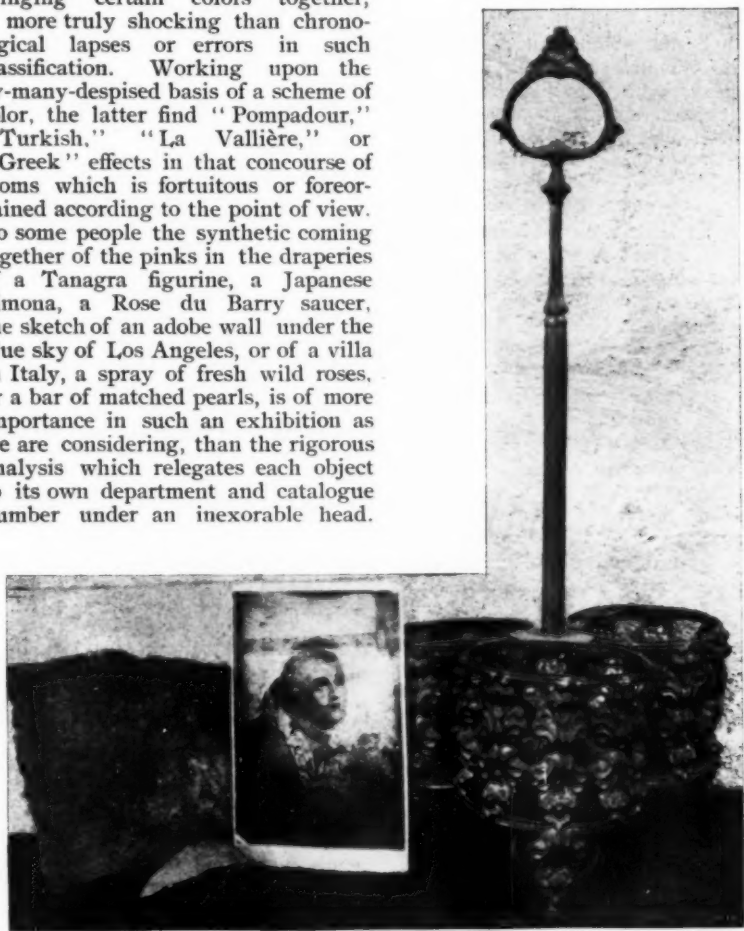 certain colors together,
more truly shocking than chrono-
gical lapses or errors in such
assification. Working upon the
y-many-despised basis of a scheme of
lor, the latter find “Pompadour,”
Turkish,” “La Vallière,” or
Greek” effects in that concourse of
oms which is fortuitous or foreor-
ained according to the point of view.
o some people the synthetic coming
gether of the pinks in the draperies
f a Tanagra figurine, a Japanese
imona, a Rose du Barry saucer,
e sketch of an adobe wall under the
ue sky of Los Angeles, or of a villa
Italy, a spray of fresh wild roses,
r a bar of matched pearls, is of more
mportance in such an exhibition as
e are considering, than the rigorous
nalysis which relegates each object
o its own department and catalogue
umber under an inexorable head.